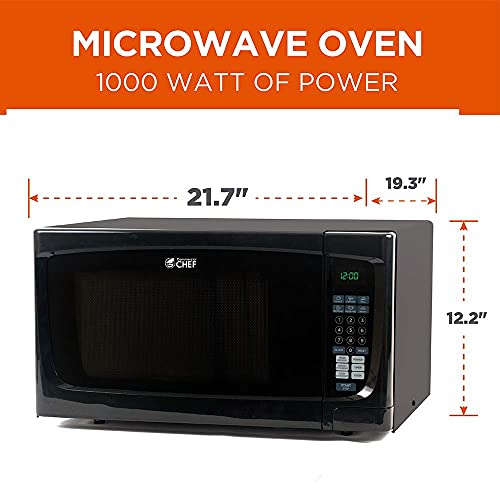 MICROWAVE OVEN
1000 WATT OF POWER
21.7"
19.3"
12.2"
CHEF
12:00